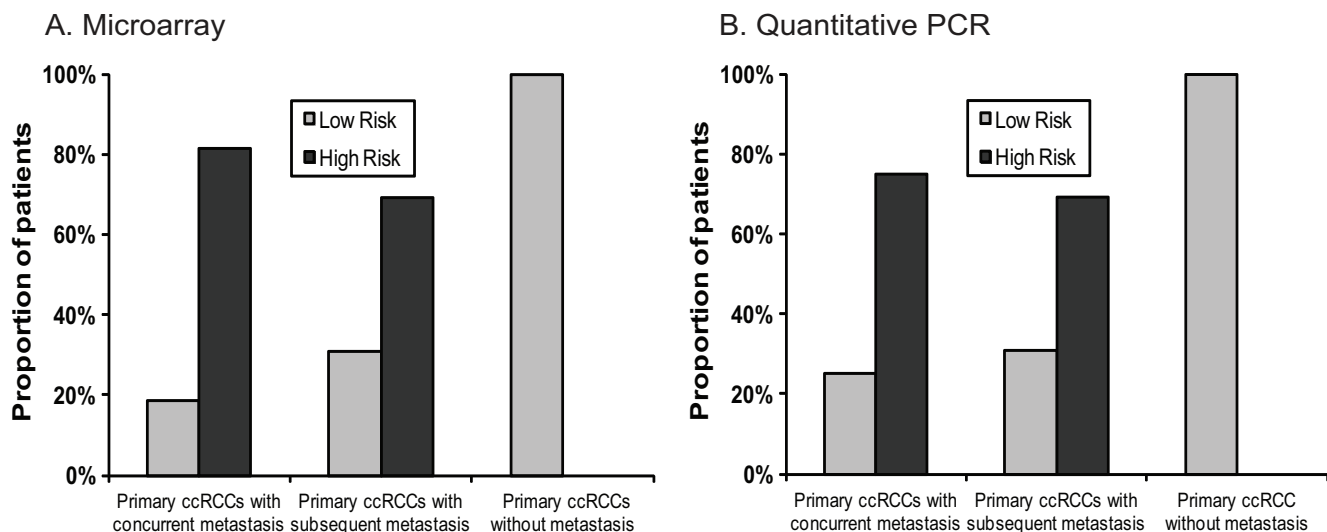 A. Microarray
Proportion of patients
100%
80%
60%
40%
20%
0%
Low Risk
High Risk
Primary ccRCCs with
concurrent metastasis
Primary ccRCCs with
subsequent metastasis
Primary ccRCCs
without metastasis
B. Quantitative PCR
Proportion of patients
100%
80%
60%
40%
20%
0%
Low Risk
High Risk
Primary ccRCCs with
concurrent metastasis
Primary ccRCCs with
subsequent metastasis
Primary ccRCC
without metastasis